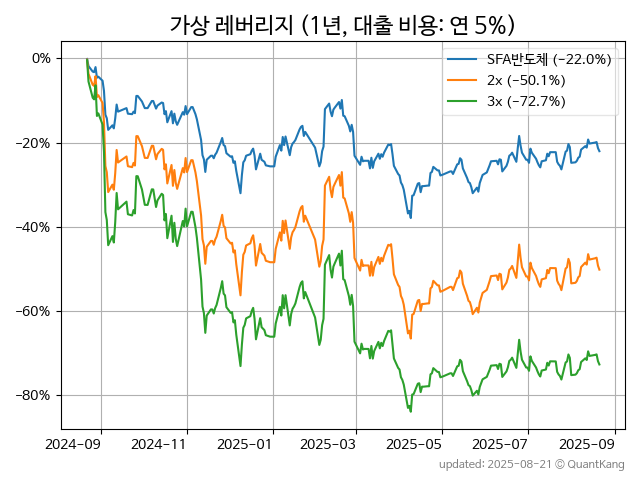 가상 레버리지 (1년, 대출 비용: 연 5%)
SFA반도체 (−22.0%)
2x (−50.1%)
3x (−72.7%)
0%
−20%
−40%
−60%
−80%
2024-09 2024-11 2025-01 2025-03 2025-05 2025-07 2025-09
updated: 2025-08-21 © QuantKang